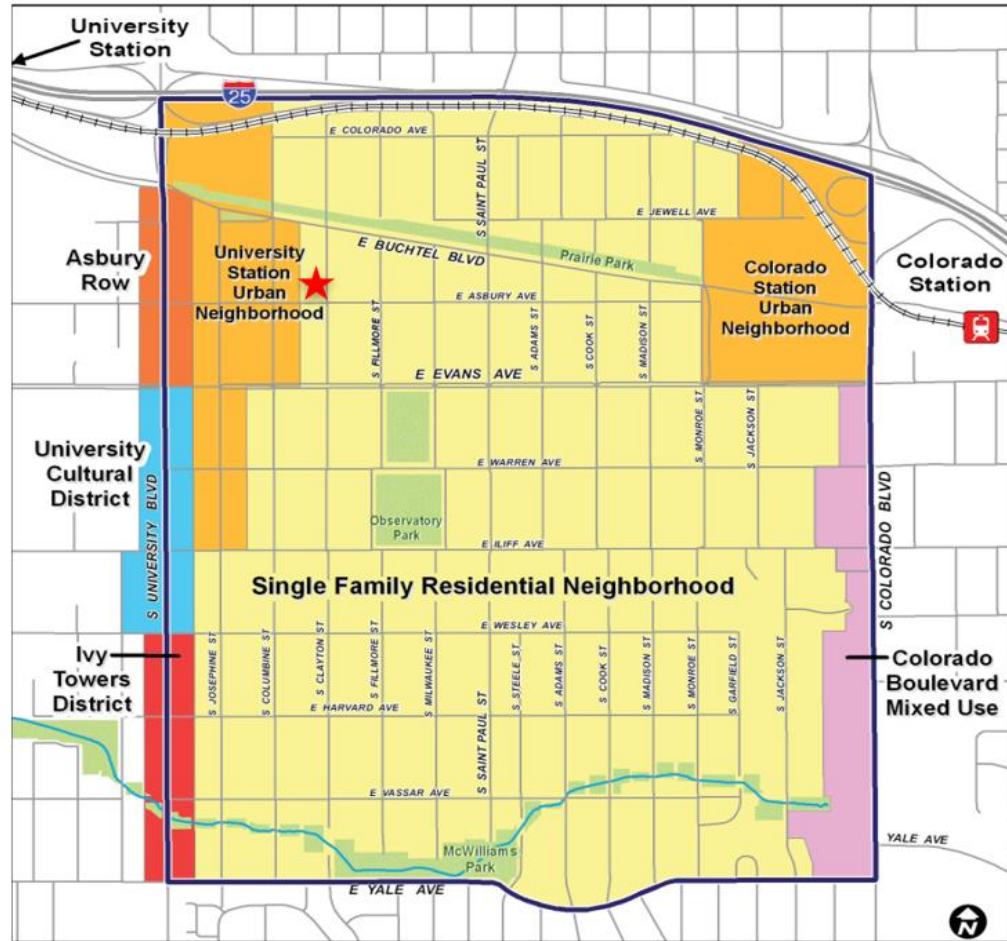 University
Station
25
E COLORADO AVE
S SAINT PAUL ST
E JEWELL AVE
E BUCHTEL BLVD
Prairie Park
Asbury
Row
University
Station
Urban
Neighborhood
Colorado
Station
Urban
Neighborhood
Colorado
Station
E ASBURY AVE
S FILLMORE ST
S ADAMS ST
S COOK ST
S MADISON ST
E EVANS AVE
S MONROE ST
S JACKSON ST
University
Cultural
District
E WARREN AVE
S UNIVERSITY BLVD
Observatory
Park
S COLORADO BLVD
E ILIFF AVE
Single Family Residential Neighborhood
E WESLEY AVE
Ivy
Towers
District
S JOSEPHINE ST
S COLUMBINE ST
S CLAYTON ST
S FILLMORE ST
S MILWAUKEE ST
S STEELE ST
S ADAMS ST
S COOK ST
S MADISON ST
S MONROE ST
S GARFIELD ST
S JACKSON ST
Colorado
Boulevard
Mixed Use
E HARVARD AVE
S SAINT PAUL ST
E VASSAR AVE
McWilliams
Park
YALE AVE
E YALE AVE
N